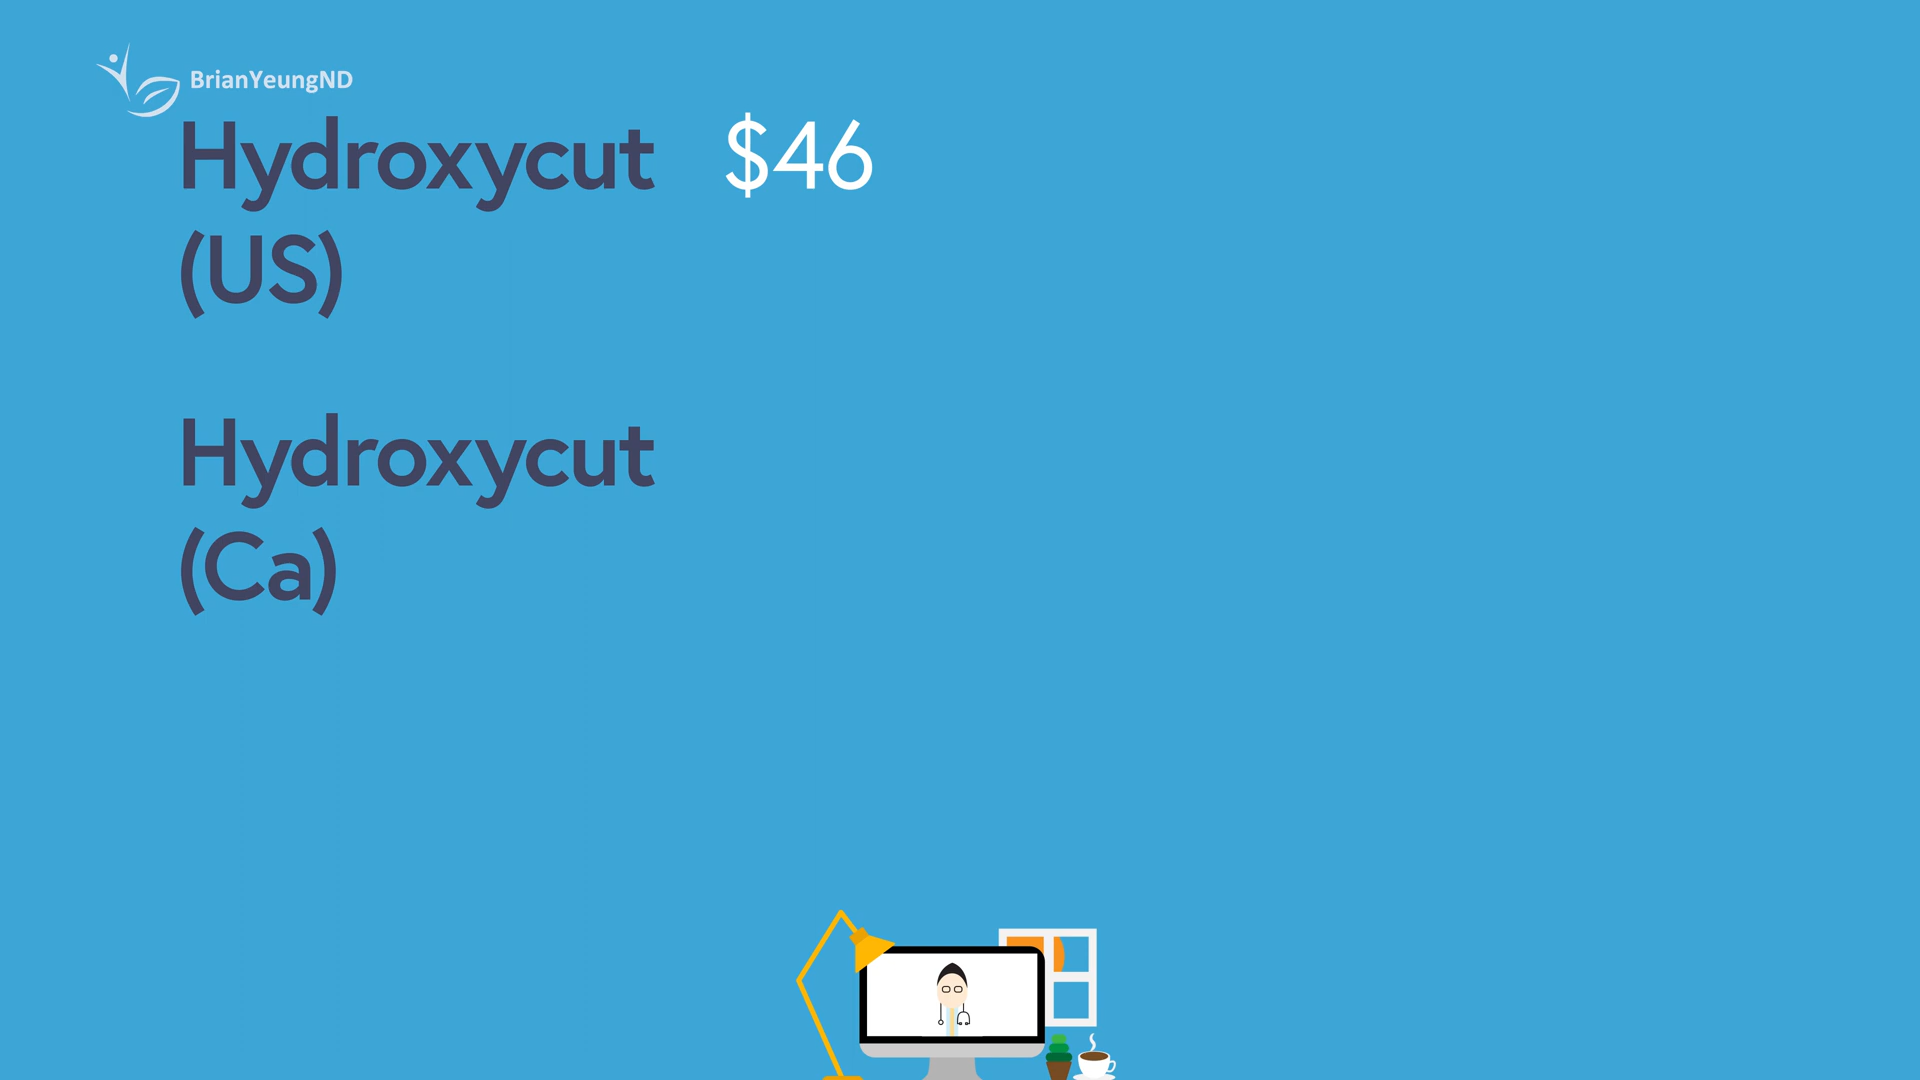 BrianYeungND
Hydroxycut $46
(US)
Hydroxycut
(Ca)